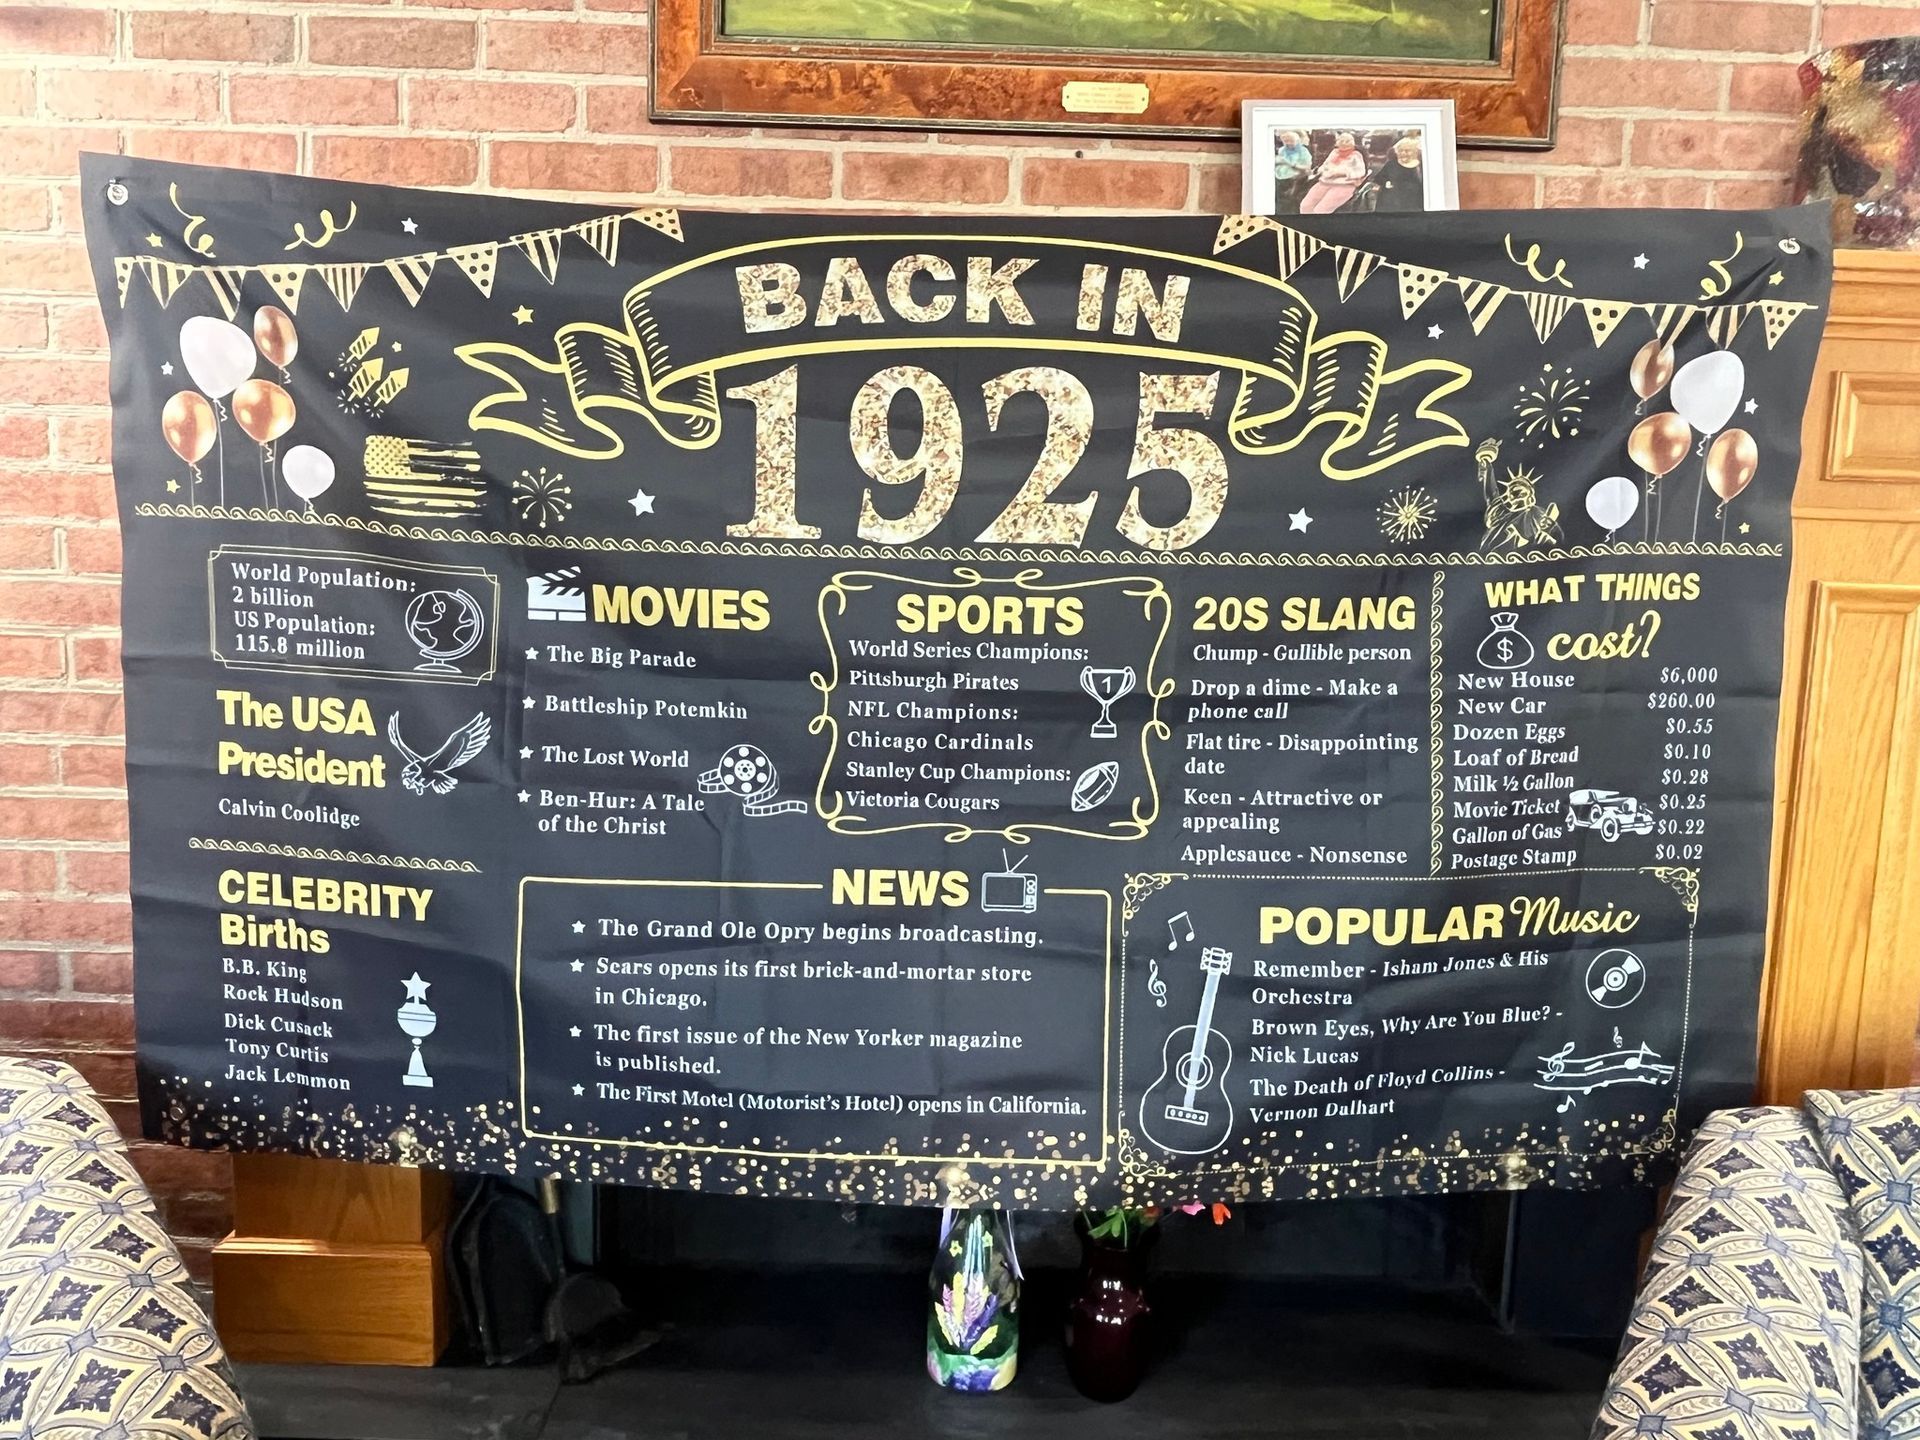 BACK IN
1925
World Population:
2 billion
US Population:
115.8 million
The USA
President
Calvin Coolidge
CELEBRITY
Births
B.B. King
Rock Hudson
Dick Cusack
Tony Curtis
Jack Lemmon
MOVIES
The Big Parade
Battleship Potemkin
The Lost World
Ben-Hur: A Tale
of the Christ
SPORTS
World Series Champions:
Pittsburgh Pirates
NFL Champions:
Chicago Cardinals
Stanley Cup Champions:
Victoria Cougars
1
20S SLANG
Chump - Gullible person
Drop a dime - Make a
phone call
Flat tire - Disappointing
date
Keen - Attractive or
appealing
Applesauce - Nonsense
WHAT THINGS
$ cost?
New House $6,000
New Car $260.00
Dozen Eggs $0.55
Loaf of Bread $0.10
Milk ½ Gallon $0.28
Movie Ticket $0.25
Gallon of Gas $0.22
Postage Stamp $0.02
NEWS
The Grand Ole Opry begins broadcasting.
Sears opens its first brick-and-mortar store
in Chicago.
The first issue of the New Yorker magazine
is published.
The First Motel (Motorist's Hotel) opens in California.
POPULAR Music
Remember - Isham Jones & His
Orchestra
Brown Eyes, Why Are You Blue? -
Nick Lucas
The Death of Floyd Collins -
Vernon Dalhart